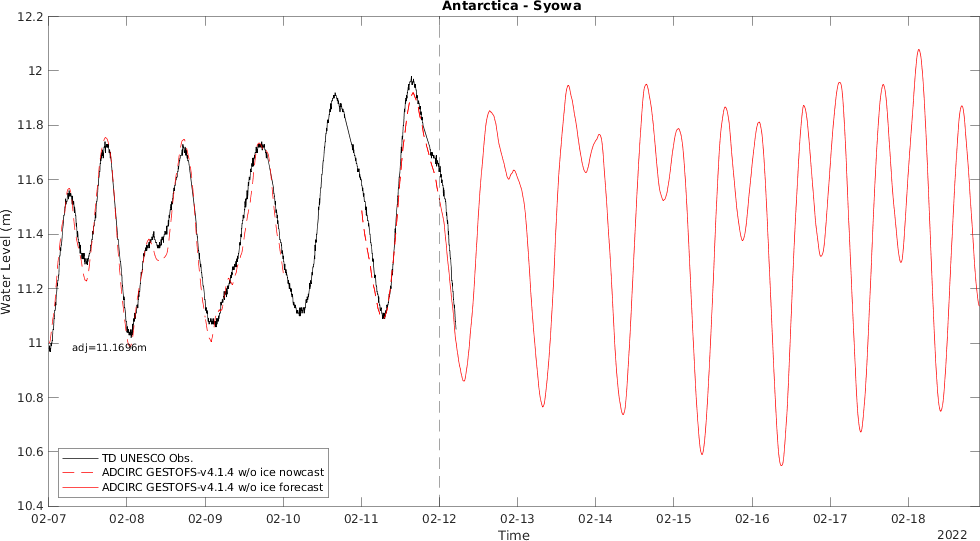 Antarctica - Syowa
12.2
12
11.8
11.6
11.4
11.2
11
10.8
10.6
10.4
Water Level (m)
adj=11.1696m
TD UNESCO Obs.
ADCIRC GESTOFS-v4.1.4 w/o ice nowcast
ADCIRC GESTOFS-v4.1.4 w/o ice forecast
02-07 02-08 02-09 02-10 02-11 02-12 02-13 02-14 02-15 02-16 02-17 02-18
Time
2022